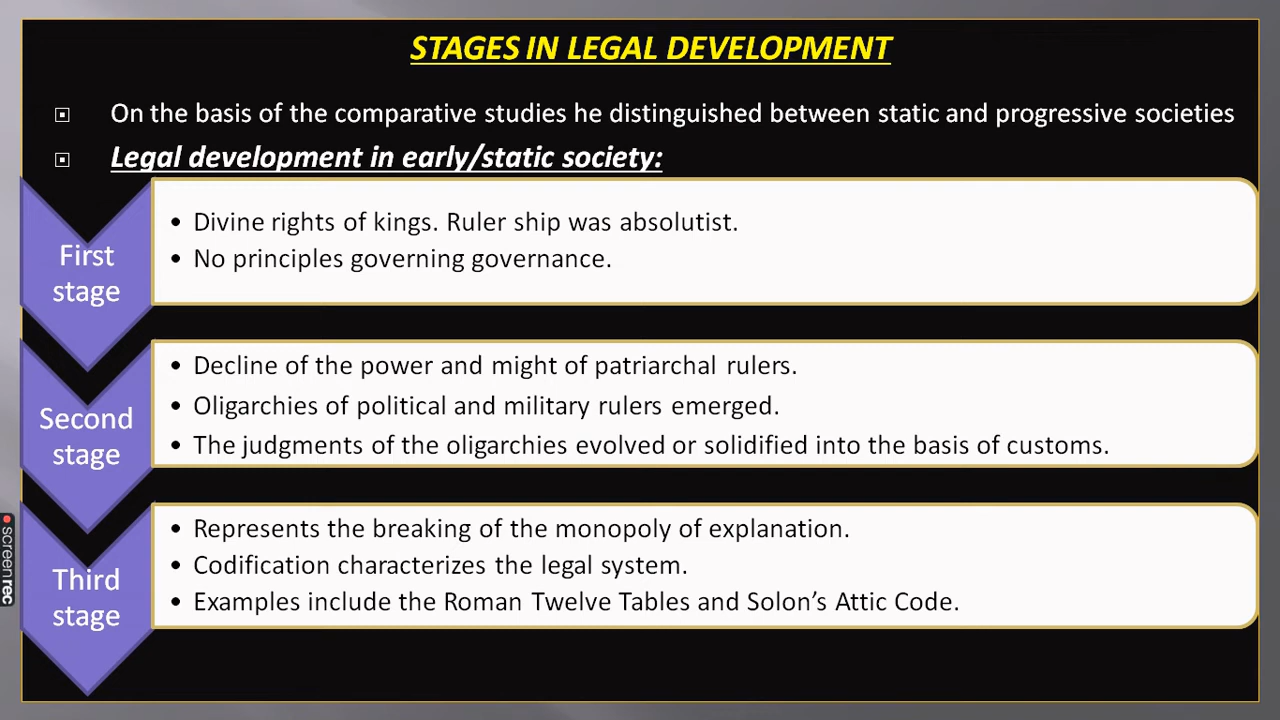 STAGES IN LEGAL DEVELOPMENT
On the basis of the comparative studies he distinguished between static and progressive societies
Legal development in early/static society:
First
stage
• Divine rights of kings. Ruler ship was absolutist.
• No principles governing governance.
Second
stage
• Decline of the power and might of patriarchal rulers.
• Oligarchies of political and military rulers emerged.
• The judgments of the oligarchies evolved or solidified into the basis of customs.
Third
stage
• Represents the breaking of the monopoly of explanation.
• Codification characterizes the legal system.
• Examples include the Roman Twelve Tables and Solon’s Attic Code.
screenrec